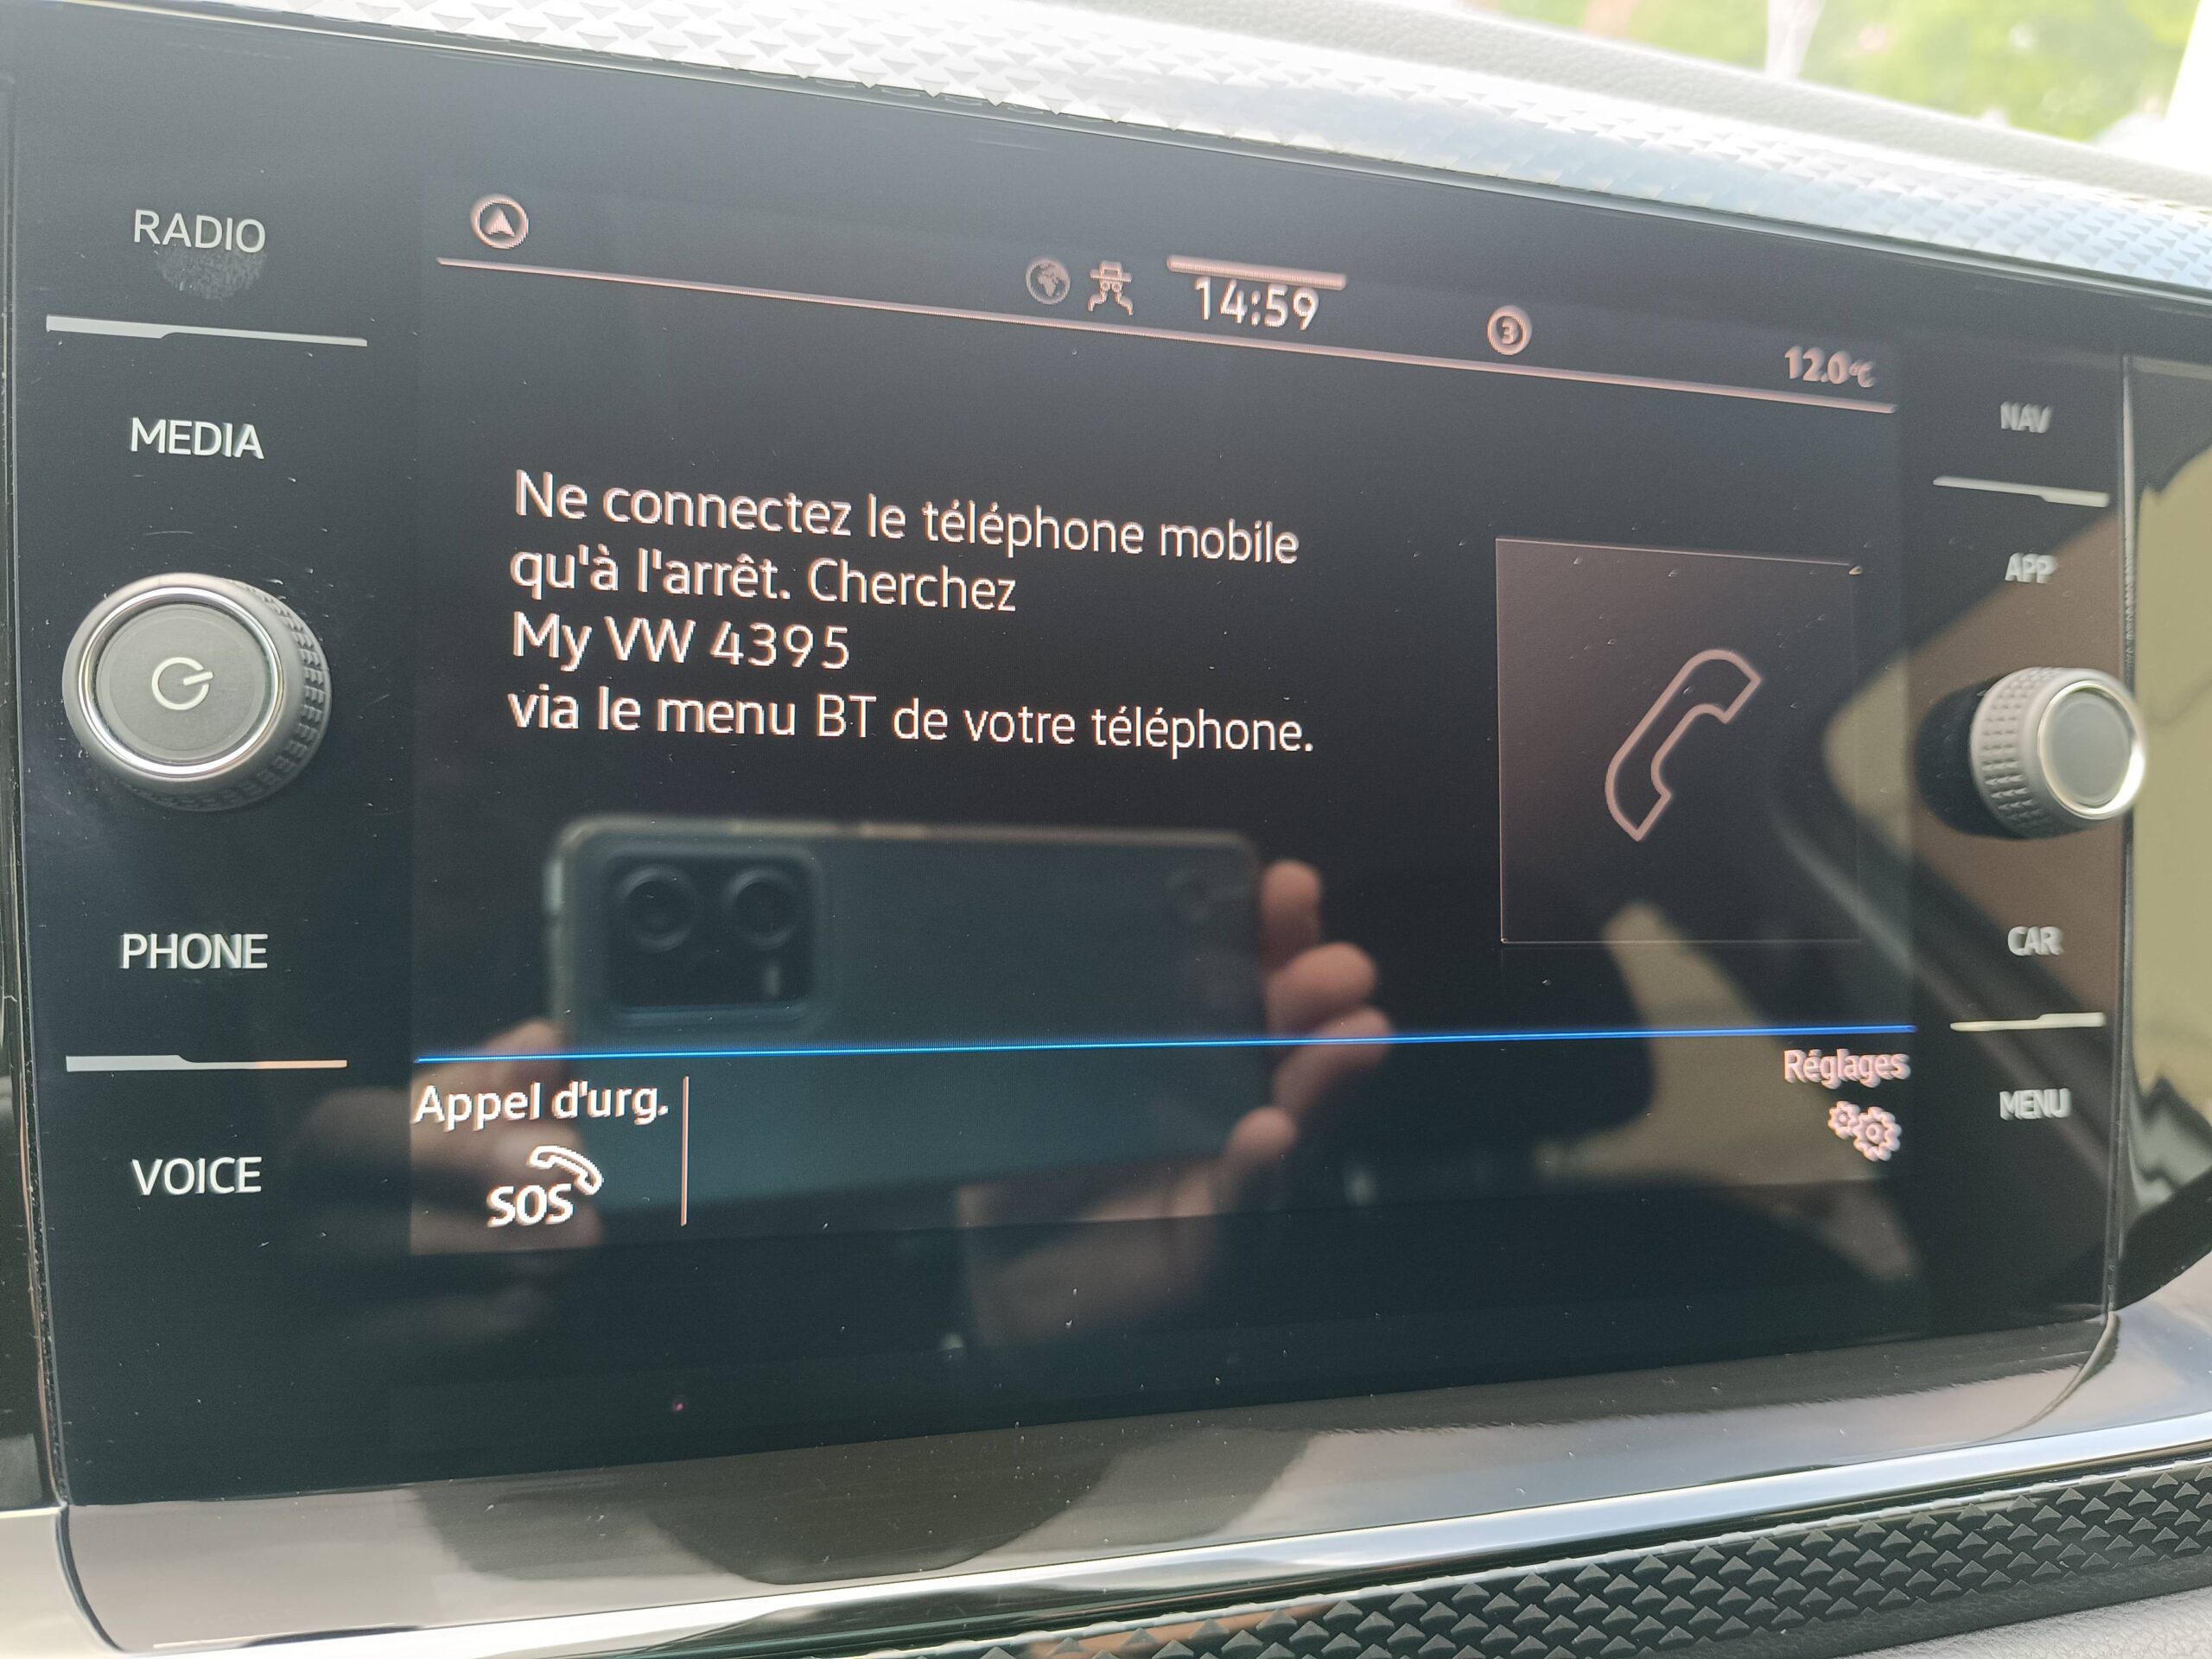 RADIO
MEDIA
PHONE
VOICE
14:59
3
12.0°C
Ne connectez le téléphone mobile
qu'à l'arrêt. Cherchez
My VW 4395
via le menu BT de votre téléphone.
Appel d'urg.
SOS
Réglages
NAV
APP
CAR
MENU